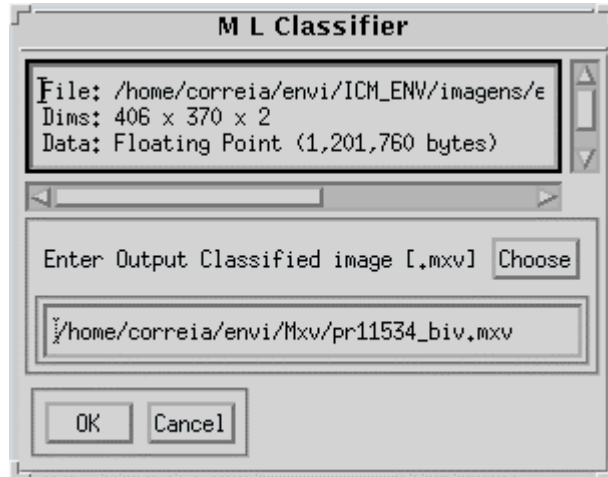 M L Classifier
File: /home/correia/envi/ICM_ENV/imagens/e
Dims: 406 x 370 x 2
Data: Floating Point (1,201,760 bytes)
Enter Output Classified image [.mxv] Choose
/home/correia/envi/Mxv/pr11534_biv.mxv
OK Cancel